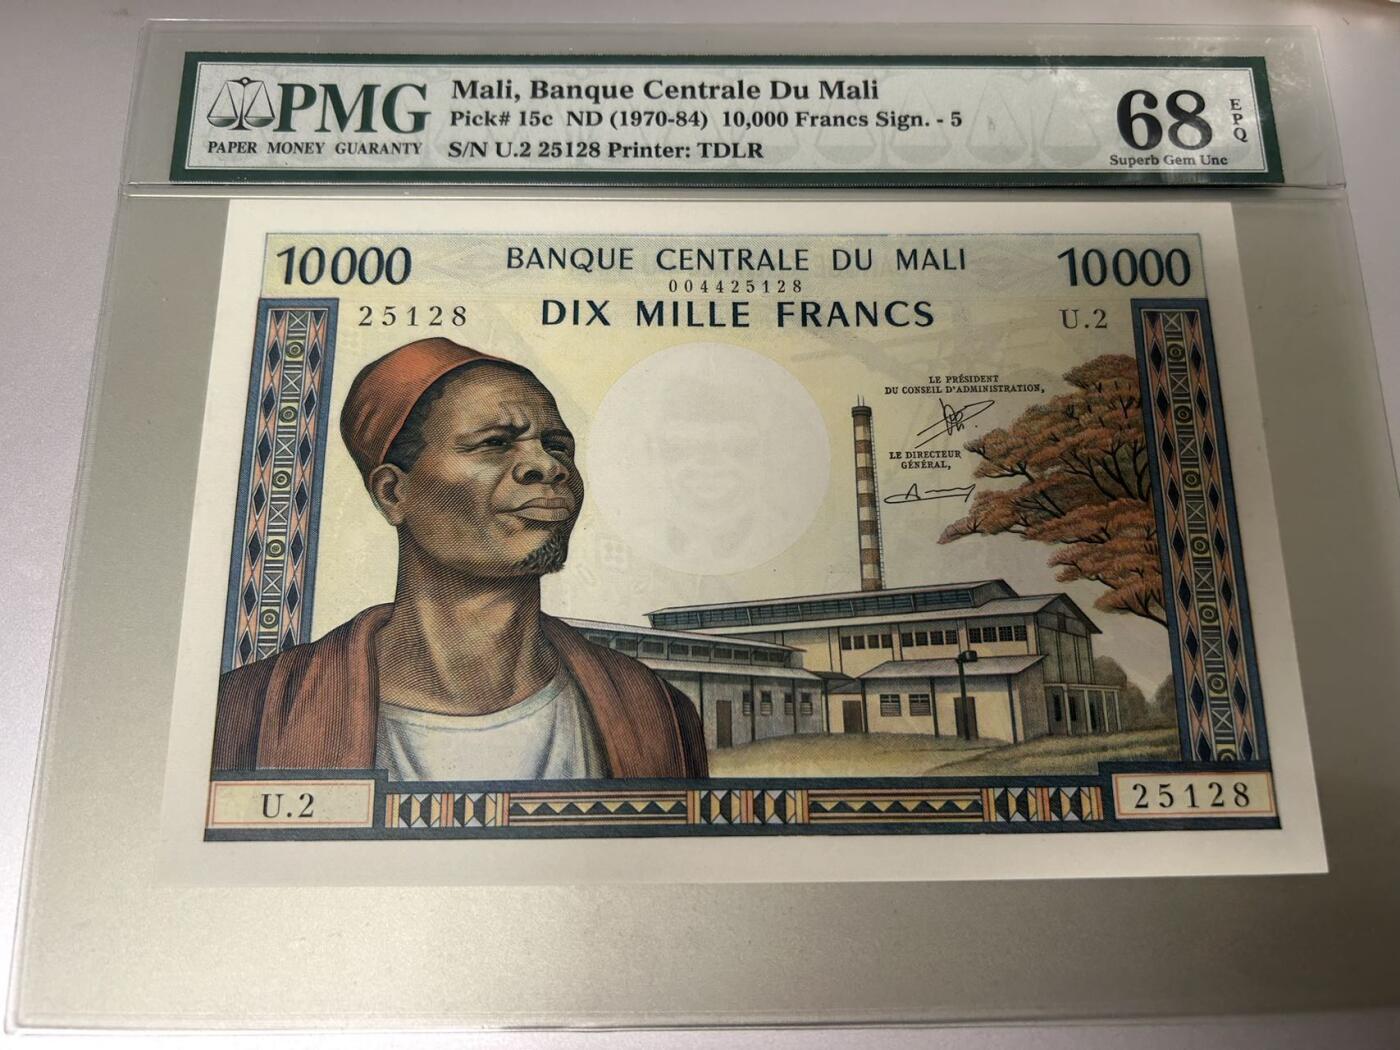 PMG
PAPER MONEY GUARANTY
Mali, Banque Centrale Du Mali
Pick# 15c ND (1970-84) 10,000 Francs Sign. - 5
S/N U.2 25128 Printer: TDLR
68
EPQ
Superb Gem Unc
10000
BANQUE CENTRALE DU MALI
10000
004425128
25128
DIX MILLE FRANCS
U.2
LE PRÉSIDENT
DU CONSEIL D'ADMINISTRATION,
LE DIRECTEUR
GÉNÉRAL,
U.2
25128